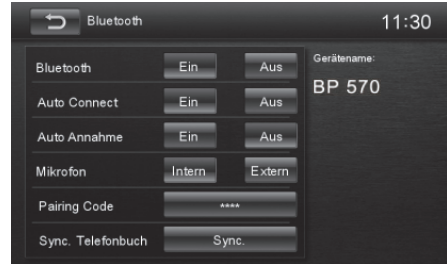 Bluetooth 11:30
Bluetooth Ein Aus
Gerätename:
BP 570
Auto Connect Ein Aus
Auto Annahme Ein Aus
Mikrofon Intern Extern
Pairing Code ****
Sync. Telefonbuch Sync.